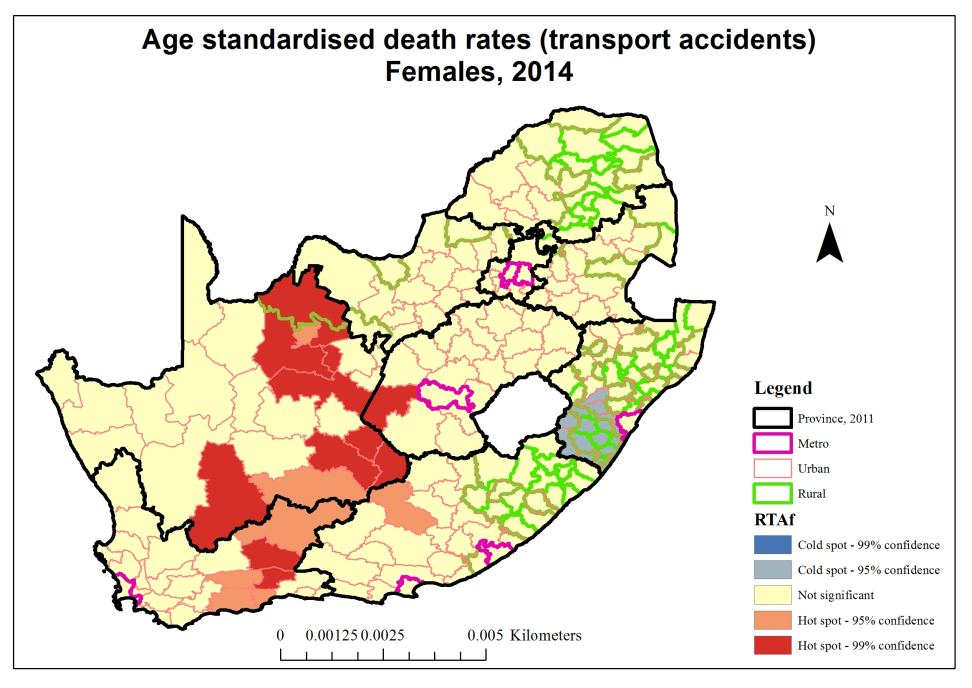 Age standardised death rates (transport accidents)
Females, 2014
N
Legend
Province, 2011
Metro
Urban
Rural
RTAf
Cold spot - 99% confidence
Cold spot - 95% confidence
Not significant
Hot spot - 95% confidence
Hot spot - 99% confidence
0 0.00125 0.0025 0.005 Kilometers